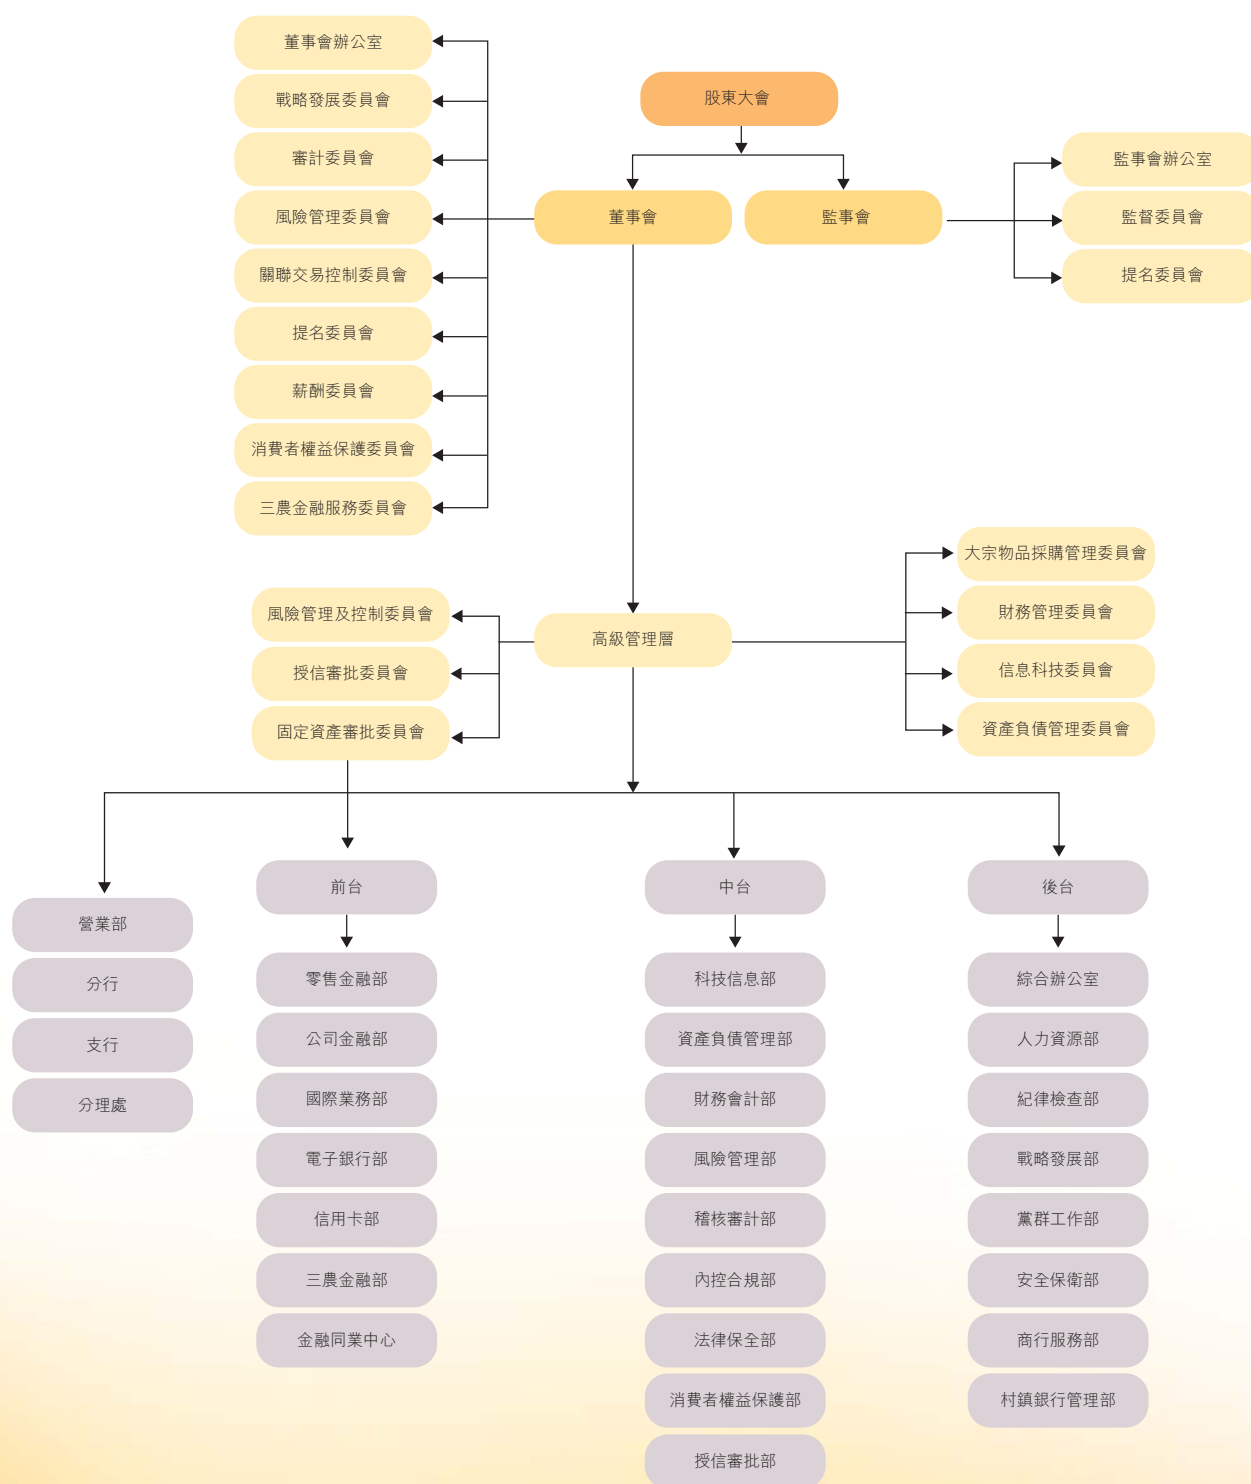 股東大會
董事會
監事會
董事會辦公室
戰略發展委員會
審計委員會
風險管理委員會
關聯交易控制委員會
提名委員會
薪酬委員會
消費者權益保護委員會
三農金融服務委員會
監事會辦公室
監督委員會
提名委員會
高級管理層
風險管理及控制委員會
授信審批委員會
固定資產審批委員會
大宗物品採購管理委員會
財務管理委員會
信息科技委員會
資產負債管理委員會
營業部
分行
支行
分理處
前台
零售金融部
公司金融部
國際業務部
電子銀行部
信用卡部
三農金融部
金融同業中心
中台
科技信息部
資產負債管理部
財務會計部
風險管理部
稽核審計部
內控合規部
法律保全部
消費者權益保護部
授信審批部
後台
綜合辦公室
人力資源部
紀律檢查部
戰略發展部
黨群工作部
安全保衛部
商行服務部
村鎮銀行管理部